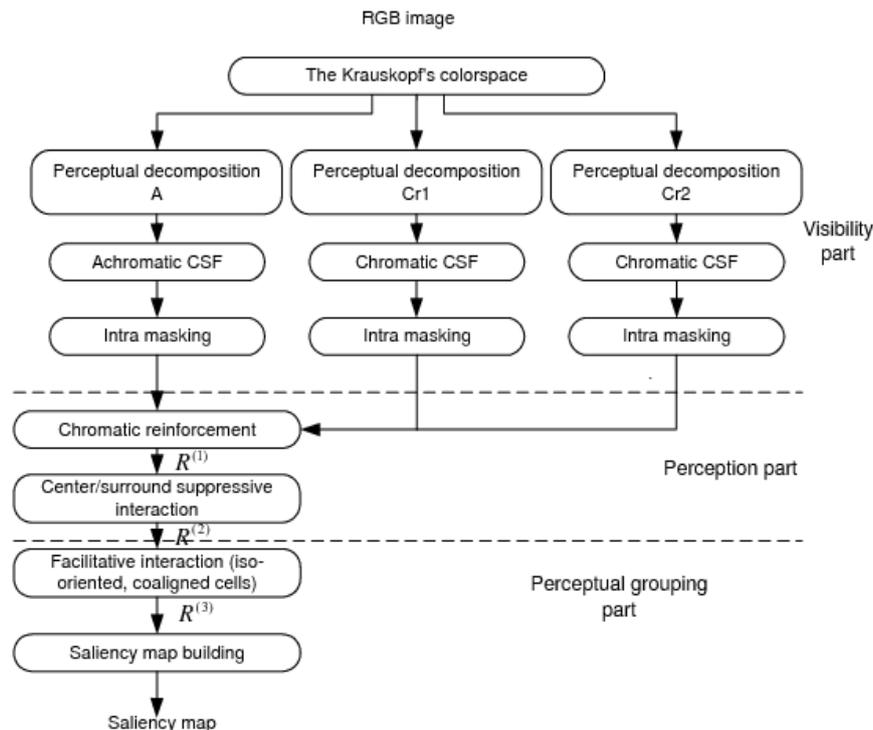 RGB image
The Krauskopf's colorspace
Perceptual decomposition
A
Perceptual decomposition
Cr1
Perceptual decomposition
Cr2
Visibility
part
Achromatic CSF
Chromatic CSF
Chromatic CSF
Intra masking
Intra masking
Intra masking
Chromatic reinforcement
R(1)
Perception part
Center/surround suppressive
interaction
R(2)
Facilitative interaction (iso-
oriented, coaligned cells)
Perceptual grouping
part
R(3)
Saliency map building
Saliency map